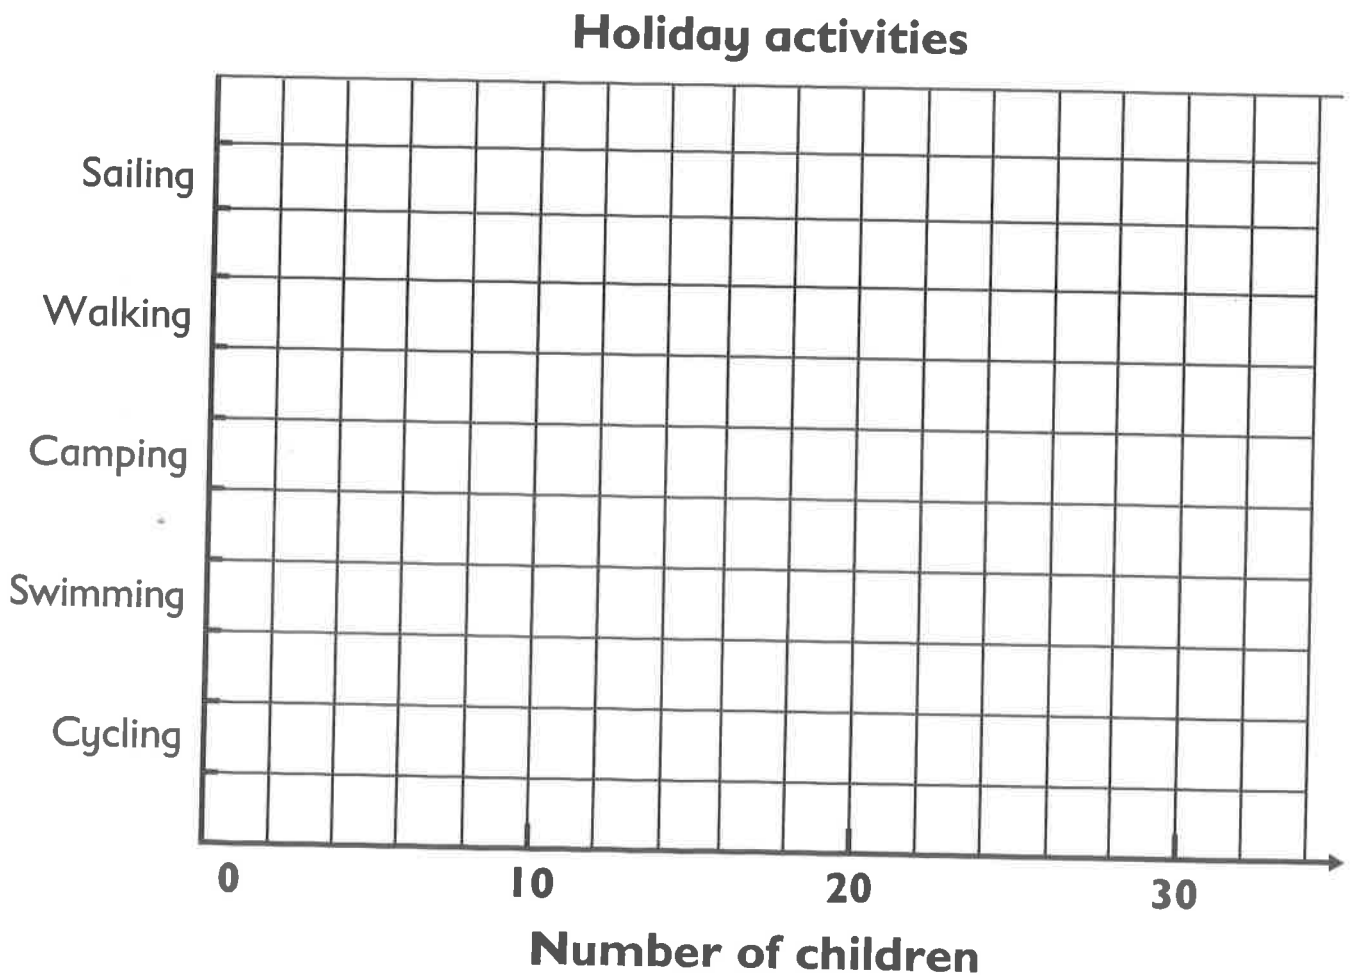 Holiday activities
Sailing
Walking
Camping
Swimming
Cycling
0 10 20 30
Number of children